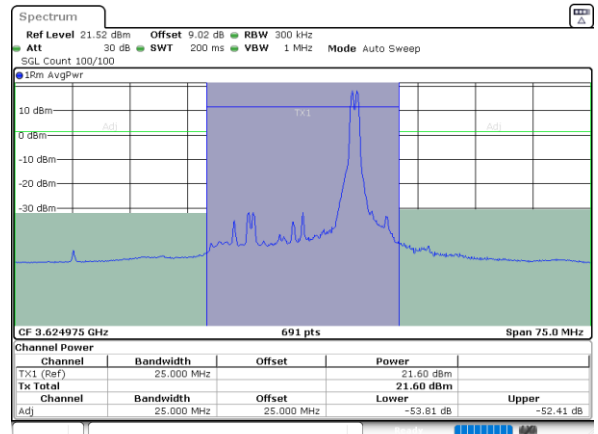 Spectrum
Ref Level 21.52 dBm Offset 9.02 dB RBW 300 kHz
Att 30 dB SWT 200 ms VBW 1 MHz Mode Auto Sweep
SGL Count 100/100
1Rm AvgPwr
TX1
10 dBm
Adj Adj
0 dBm
-10 dBm
-20 dBm
-30 dBm
CF 3.624975 GHz 691 pts Span 75.0 MHz
Channel Power
Channel Bandwidth Offset Power
TX1 (Ref) 25.000 MHz 21.60 dBm
Tx Total 21.60 dBm
Channel Bandwidth Offset Lower Upper
Adj 25.000 MHz 25.000 MHz -53.81 dB -52.41 dB